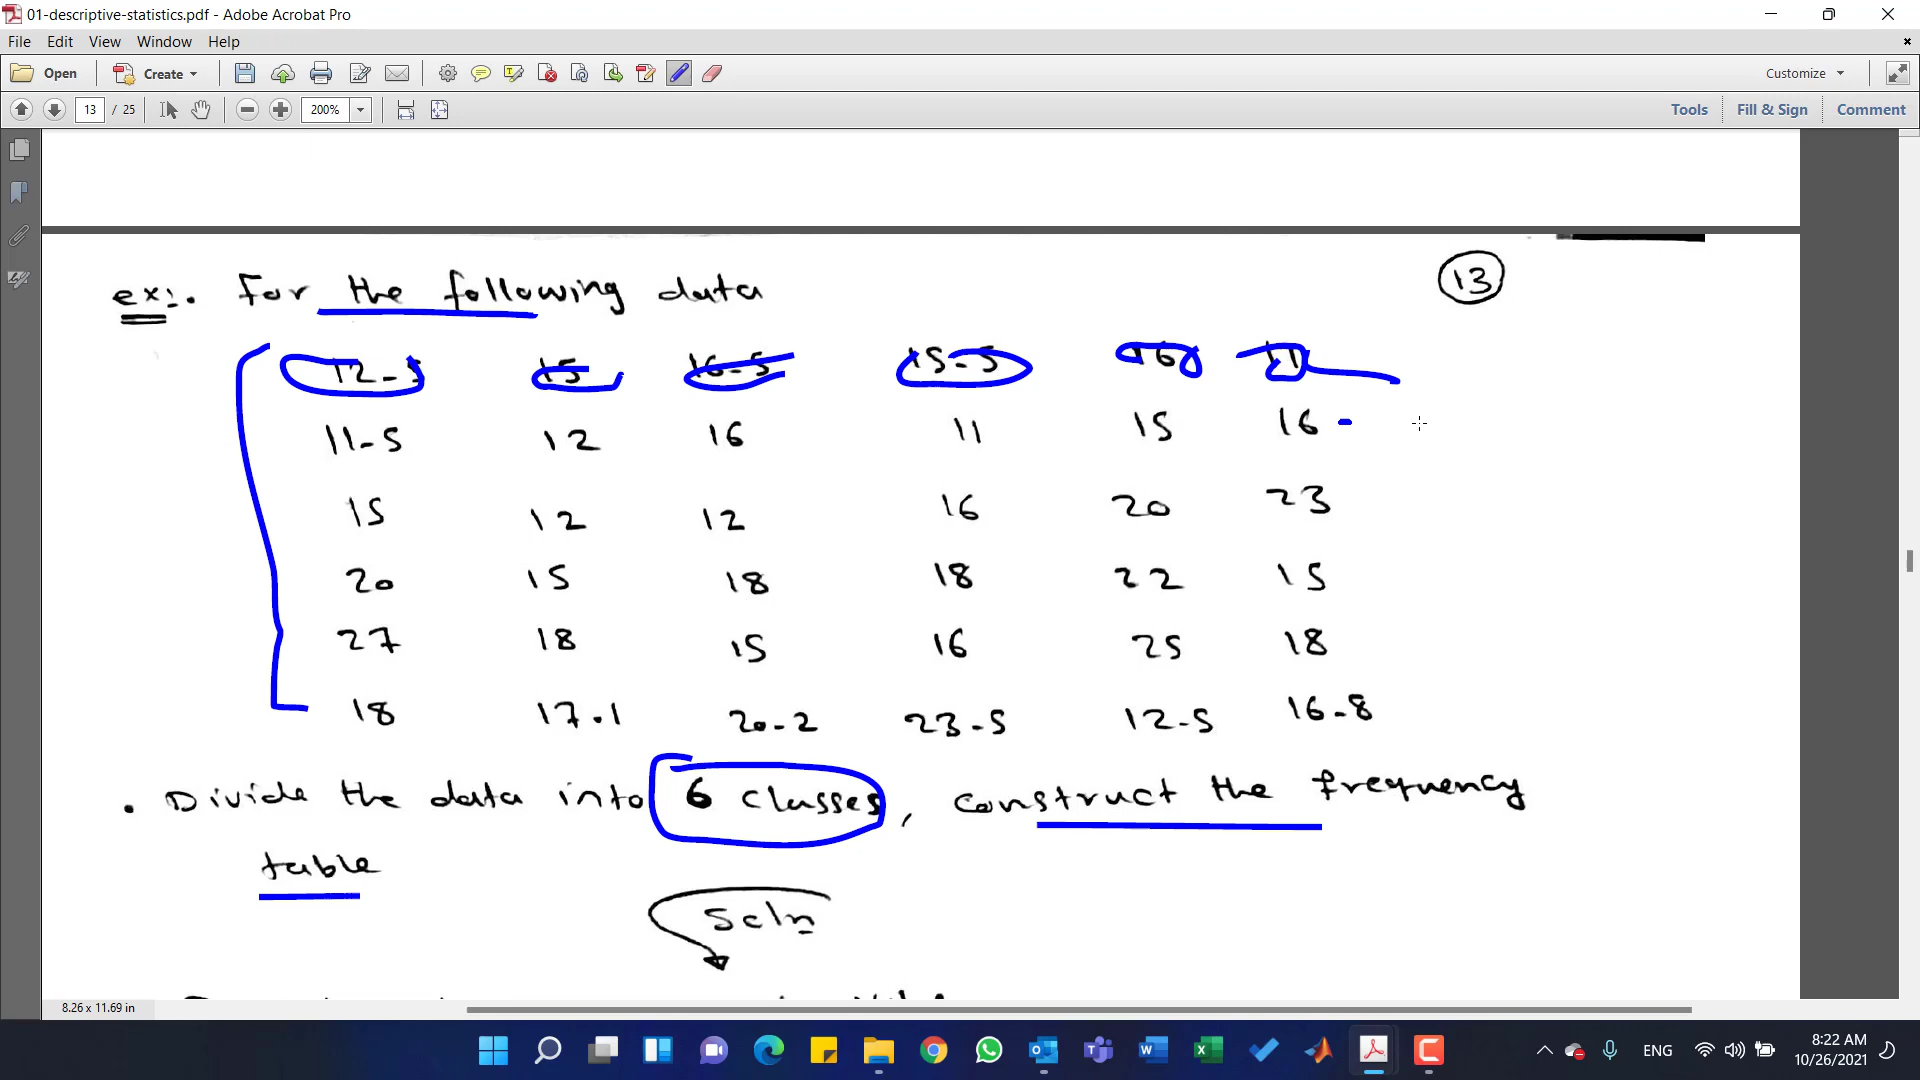 01-descriptive-statistics.pdf - Adobe Acrobat Pro
File Edit View Window Help
Open Create Customize
13 / 25 200% Tools Fill & Sign Comment
13
ex:. For the following data
12-5 15 16-5 15-5 16 11
11-5 12 16 11 15 16
15 12 12 16 20 23
20 15 18 18 22 15
27 18 15 16 25 18
18 17.1 20-2 23-5 12-5 16-8
• Divide the data into 6 classes, construct the frequency
table
Soln
8.26 x 11.69 in
ENG 8:22 AM
10/26/2021